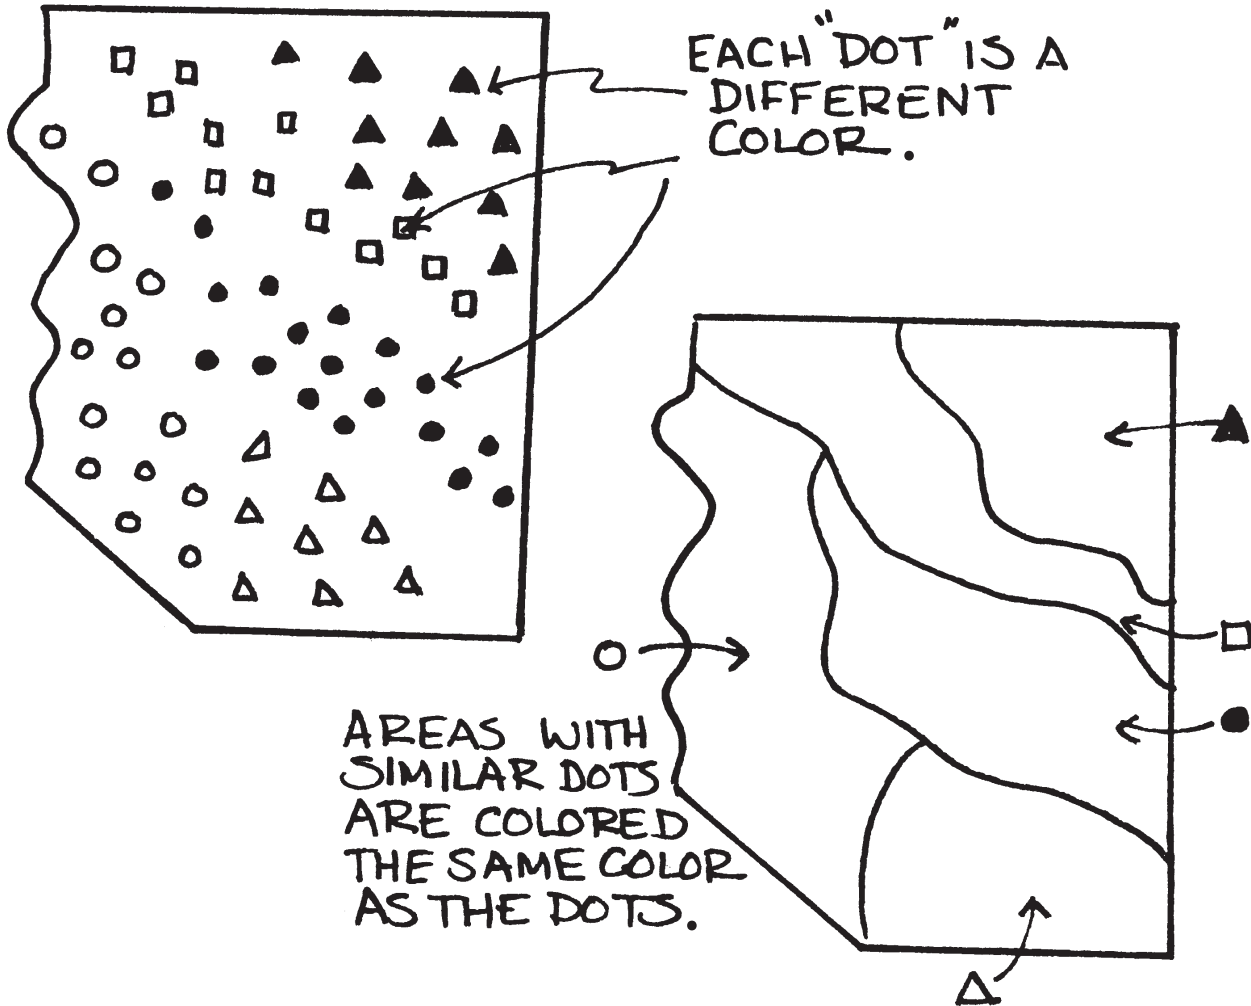 EACH "DOT" IS A
DIFFERENT
COLOR.
AREAS WITH
SIMILAR DOTS
ARE COLORED
THE SAME COLOR
AS THE DOTS.